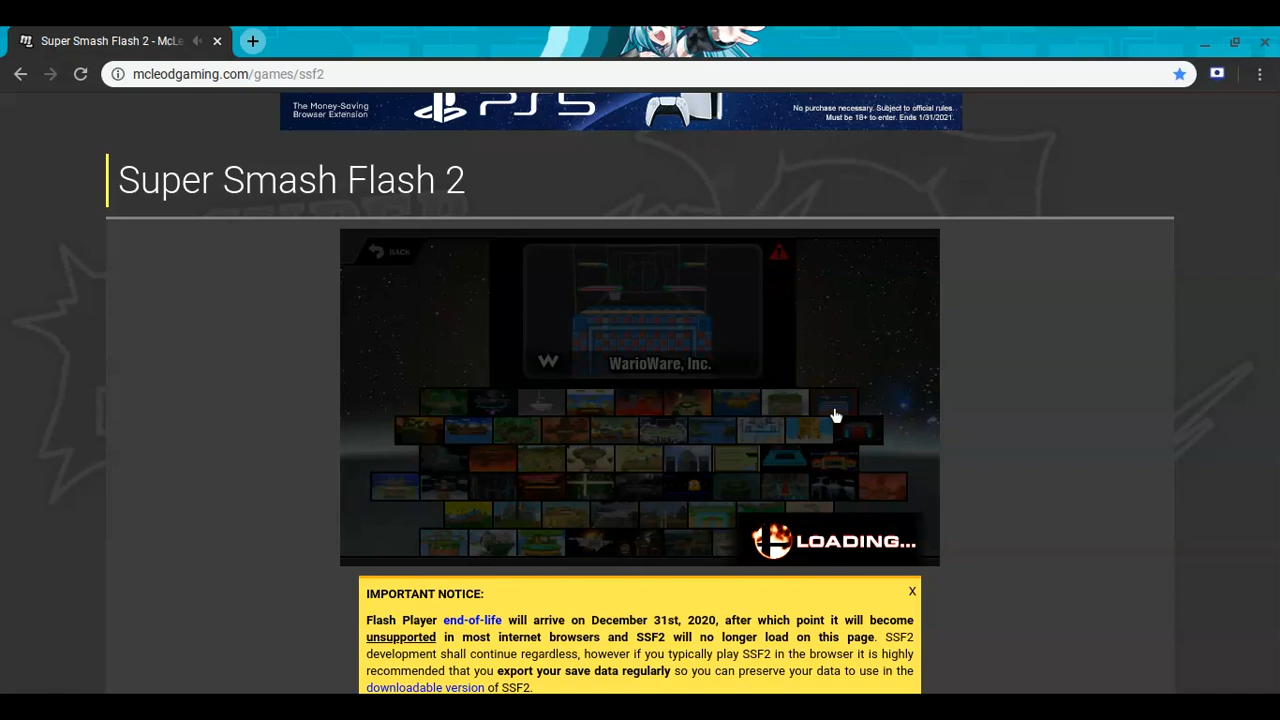 Super Smash Flash 2 - McLe
mcleodgaming.com/games/ssf2
The Money-Saving
Browser Extension
PS5
No purchase necessary. Subject to official rules.
Must be 18+ to enter. Ends 1/31/2021.
Super Smash Flash 2
BACK
WarioWare, Inc.
LOADING...
IMPORTANT NOTICE:
X
Flash Player end-of-life will arrive on December 31st, 2020, after which point it will become
unsupported in most internet browsers and SSF2 will no longer load on this page. SSF2
development shall continue regardless, however if you typically play SSF2 in the browser it is highly
recommended that you export your save data regularly so you can preserve your data to use in the
downloadable version of SSF2.